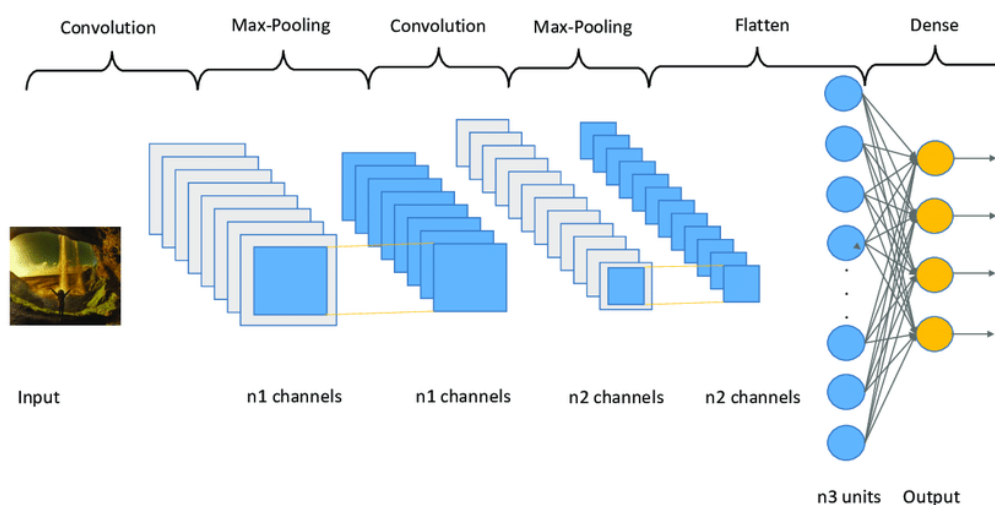 Convolution Max-Pooling Convolution Max-Pooling Flatten Dense
Input n1 channels n1 channels n2 channels n2 channels
n3 units Output